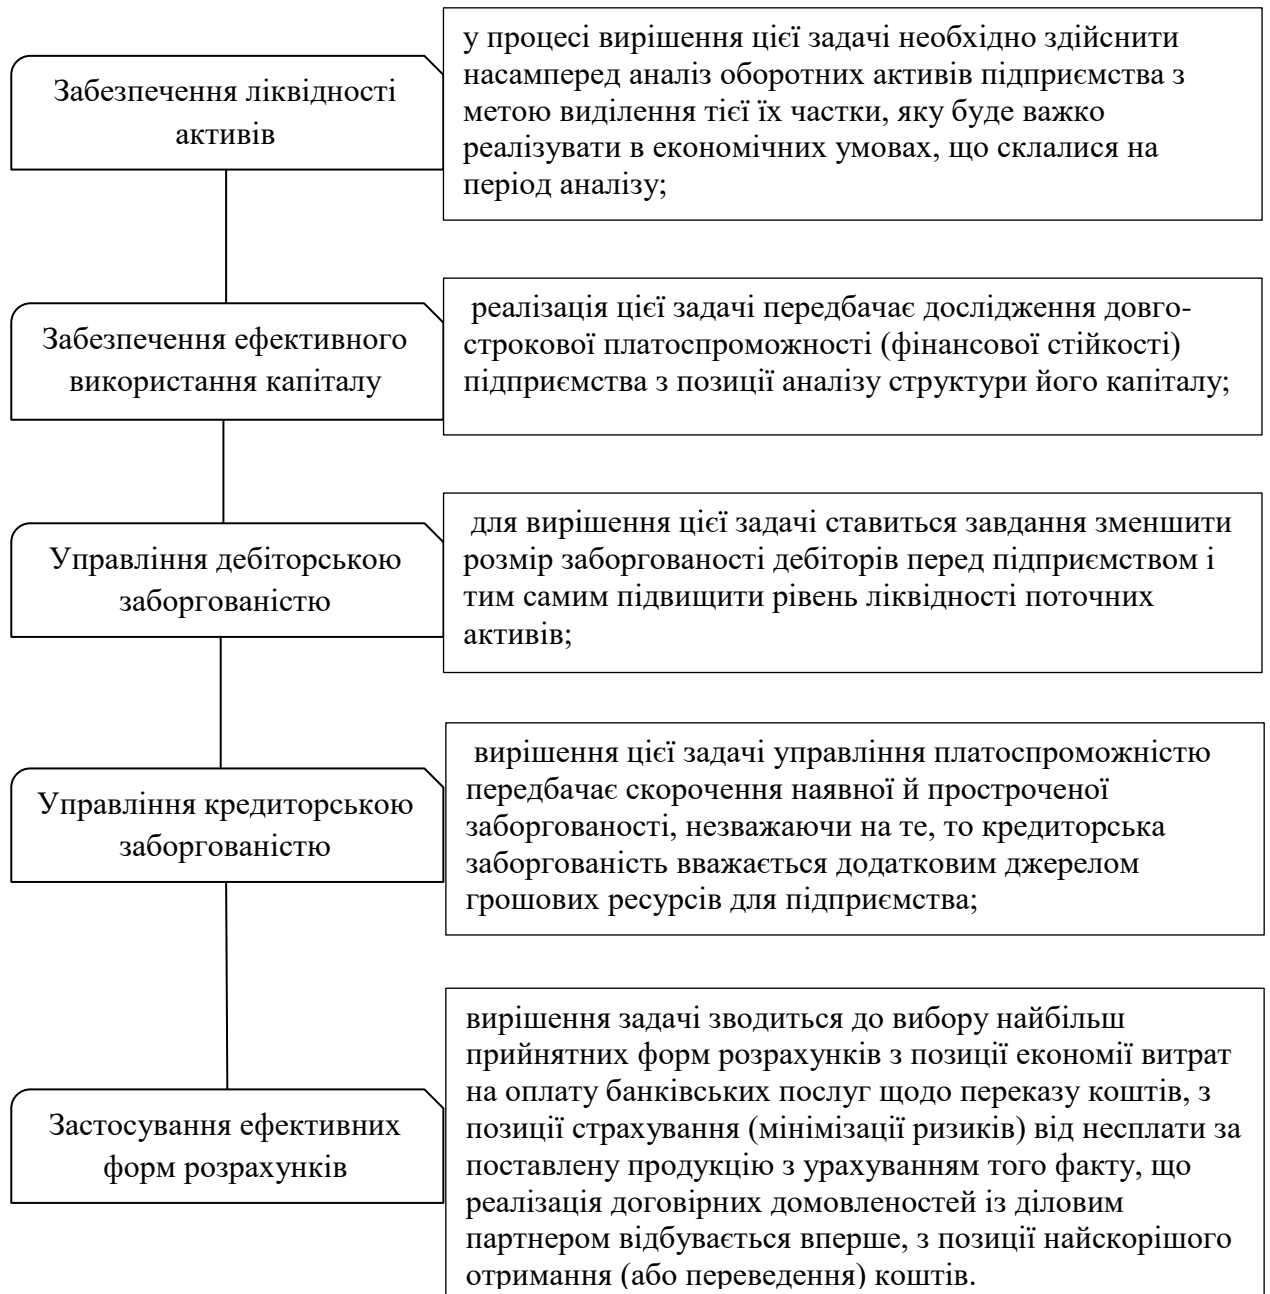 Забезпечення ліквідності
активів
у процесі вирішення цієї задачі необхідно здійснити
насамперед аналіз оборотних активів підприємства з
метою виділення тієї їх частки, яку буде важко
реалізувати в економічних умовах, що склалися на
період аналізу;
Забезпечення ефективного
використання капіталу
реалізація цієї задачі передбачає дослідження довго-
строкової платоспроможності (фінансової стійкості)
підприємства з позиції аналізу структури його капіталу;
Управління дебіторською
заборгованістю
для вирішення цієї задачі ставиться завдання зменшити
розмір заборгованості дебіторів перед підприємством і
тим самим підвищити рівень ліквідності поточних
активів;
Управління кредиторською
заборгованістю
вирішення цієї задачі управління платоспроможністю
передбачає скорочення наявної й простроченої
заборгованості, незважаючи на те, то кредиторська
заборгованість вважається додатковим джерелом
грошових ресурсів для підприємства;
Застосування ефективних
форм розрахунків
вирішення задачі зводиться до вибору найбільш
прийнятних форм розрахунків з позиції економії витрат
на оплату банківських послуг щодо переказу коштів, з
позиції страхування (мінімізації ризиків) від несплати за
поставлену продукцію з урахуванням того факту, що
реалізація договірних домовленостей із діловим
партнером відбувається вперше, з позиції найскорішого
отримання (або переведення) коштів.